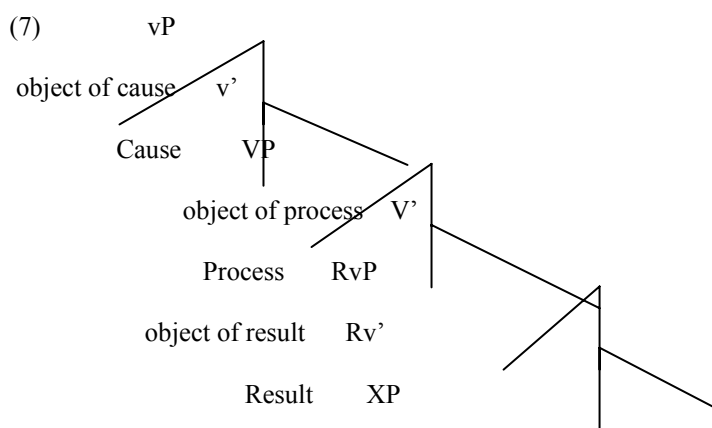 (7) vP
object of cause v’
Cause VP
object of process V’
Process RvP
object of result Rv’
Result XP